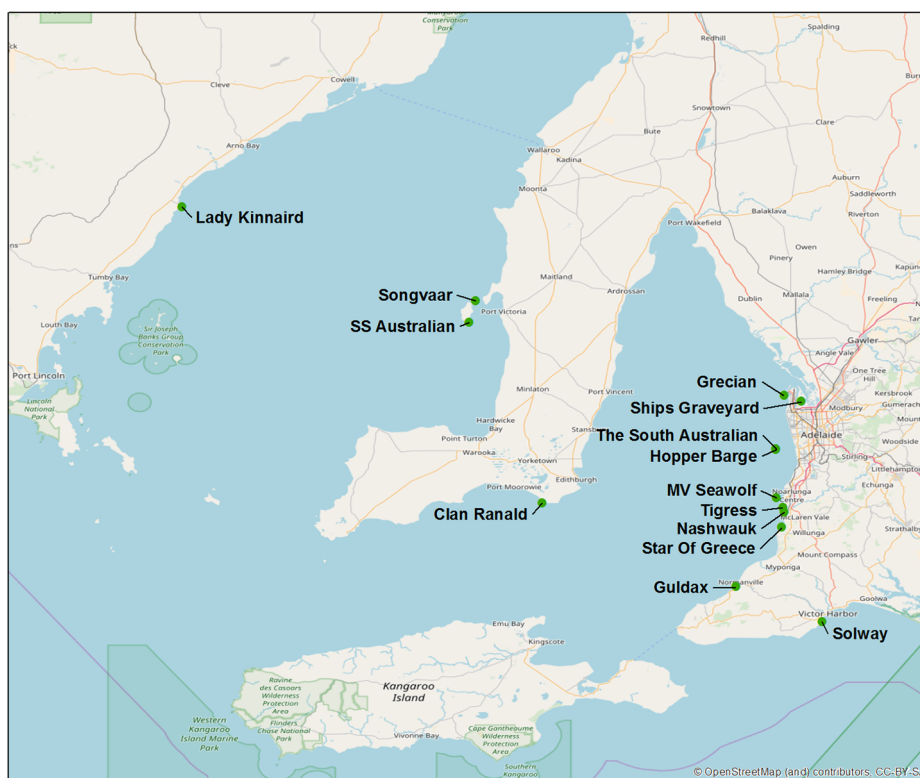 Mangrove
Conservation
Park
Redhill
Spalding
Cleve
Cowell
Snowtown
Clare
Bute
Arno Bay
Wallaroo
Kadina
Auburn
Moonta
Saddleworth
Lady Kinnaird
Balaklava
Riverton
Port Wakefield
Owen
Pinery
Hamley Bridge
Tumby Bay
Maitland
Ardrossan
Mallala
Songvaar
Dublin
Freeling
Port Victoria
Louth Bay
SS Australian
Sir Joseph
Banks Group
Conservation
Park
Gawler
Angle Vale
Port Lincoln
One Tree
Hill
Grecian
Minlaton
Port Vincent
Kersbrook
Lincoln
National
Park
Ships Graveyard
Modbury
Gumerach
Hardwicke
Bay
The South Australian
Adelaide
Point Turton
Woodside
Warooka
Hopper Barge
Stirling
Yorketown
Littlehampton
Port Moorowie
Edithburgh
Echunga
MV Seawolf
Noarlunga
Centre
Clan Ranald
Tigress
McLaren Vale
Strathalby
Nashwauk
Willunga
Star Of Greece
Mount Compass
Myponga
Guldax
Normanville
Goolwa
Victor Harbor
Emu Bay
Solway
Kingscote
Ravine
des Casoars
Wilderness
Protection
Area
Kangaroo
Island
Western
Kangaroo
Island Marine
Park
Flinders
Chase National
Park
Vivonne Bay
Cape Gantheaume
Wilderness
Protection
Area
Southern
Kangaroo
© OpenStreetMap (and) contributors, CC-BY-S